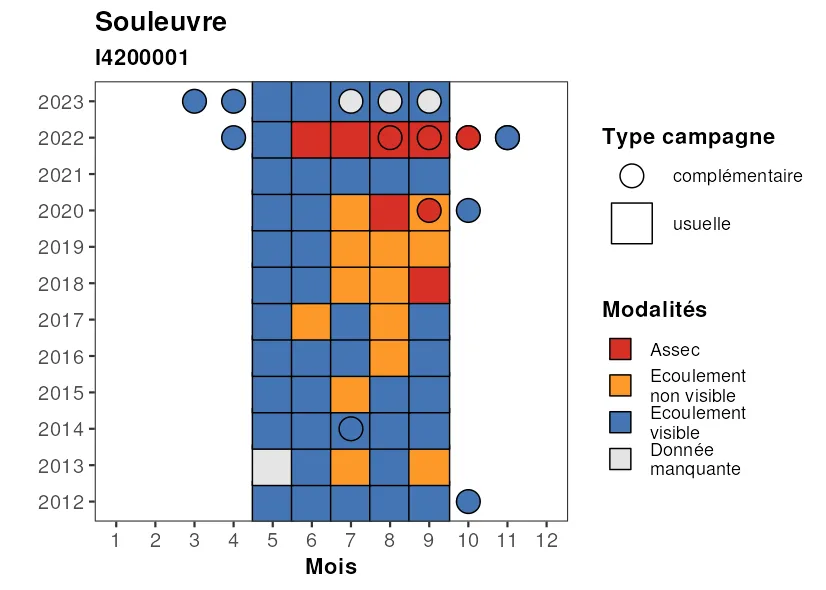 Souleuvre
I4200001
2023
2022
2021
2020
2019
2018
2017
2016
2015
2014
2013
2012
1 2 3 4 5 6 7 8 9 10 11 12
Mois
Type campagne
complémentaire
usuelle
Modalités
Assec
Ecoulement
non visible
Ecoulement
visible
Donnée
manquante